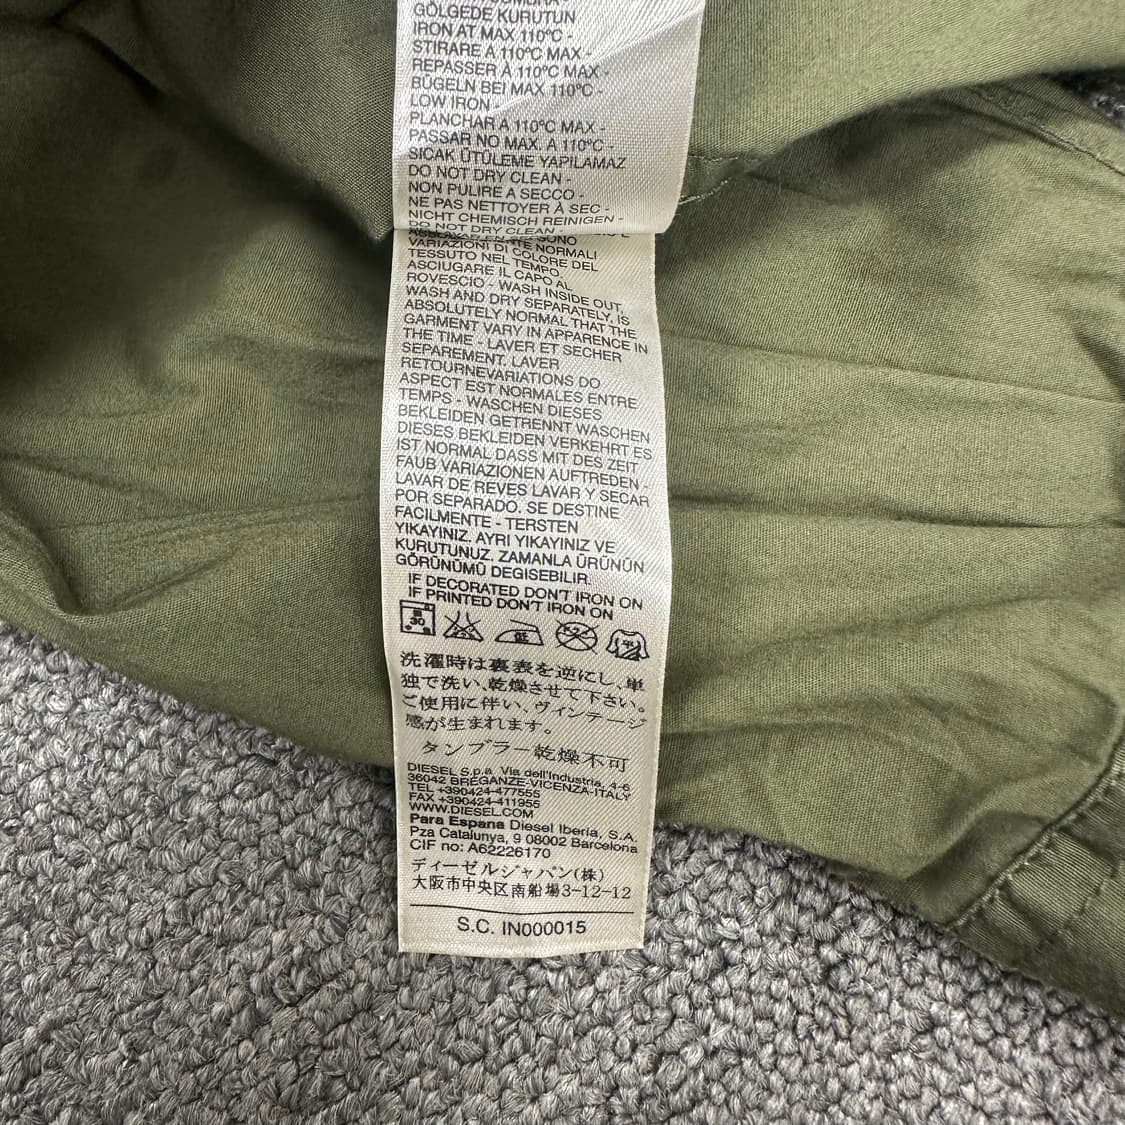 GÖLGEDE KURUTUN
IRON AT MAX 110°C -
STIRARE A 110°C MAX -
REPASSER À 110°C MAX -
BÜGELN BEI MAX 110°C -
LOW IRON -
PLANCHAR A 110°C MAX -
PASSAR NO MAX. A 110°C -
SICAK ÜTÜLEME YAPILAMAZ
DO NOT DRY CLEAN -
NON PULIRE A SECCO -
NE PAS NETTOYER À SEC -
NICHT CHEMISCH REINIGEN -
DO NOT DRY CLEAN -
SONO
VARIAZIONI DI COLORE DEL
TESSUTO NEL TEMPO.
ASCIUGARE IL CAPO AL
ROVESCIO - WASH INSIDE OUT,
WASH AND DRY SEPARATELY, IS
ABSOLUTELY NORMAL THAT THE
GARMENT VARY IN APPARENCE IN
THE TIME - LAVER ET SECHER
SEPAREMENT. LAVER
RETOURNEVARIATIONS DO
ASPECT EST NORMALES ENTRE
TEMPS - WASCHEN DIESES
BEKLEIDEN GETRENNT WASCHEN
DIESES BEKLEIDEN VERKEHRT ES
IST NORMAL DASS MIT DES ZEIT
FAUB VARIAZIONEN AUFTREDEN /
LAVAR DE REVES LAVAR Y SECAR
POR SEPARADO. SE DESTINE
FACILMENTE - TERSTEN
YIKAYINIZ. AYRI YIKAYINIZ VE
KURUTUNUZ. ZAMANLA ÜRÜNÜN
GÖRÜNÜMÜ DEGISEBILIR.
IF DECORATED DON'T IRON ON
IF PRINTED DON'T IRON ON
30 低
洗濯時は裏表を逆にし、単
独で洗い、乾燥させて下さい。
ご使用に伴い、ヴィンテージ
感が生まれます。
タンブラー乾燥不可
DIESEL S.p.a. Via dell'Industria, 4-6
36042 BREGANZE-VICENZA-ITALY
TEL +390424-477555
FAX +390424-411955
WWW.DIESEL.COM
Para Espana Diesel Iberia, S.A.
Pza Catalunya, 9 08002 Barcelona
CIF no: A62226170
ディーゼルジャパン(株)
大阪市中央区南船場3-12-12
S.C. IN000015